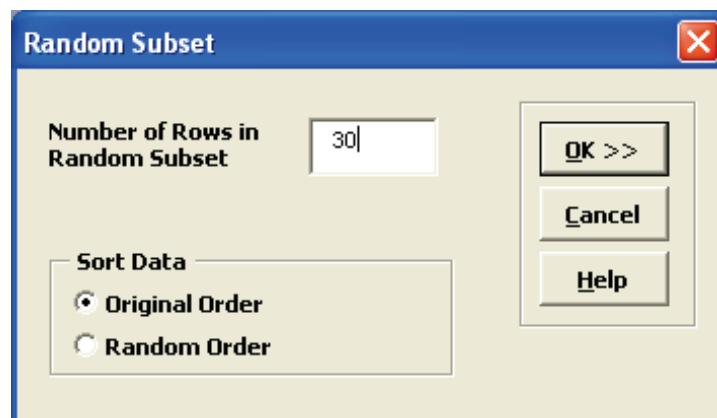 Random Subset
Number of Rows in
Random Subset
30
OK >>
Cancel
Help
Sort Data
Original Order
Random Order